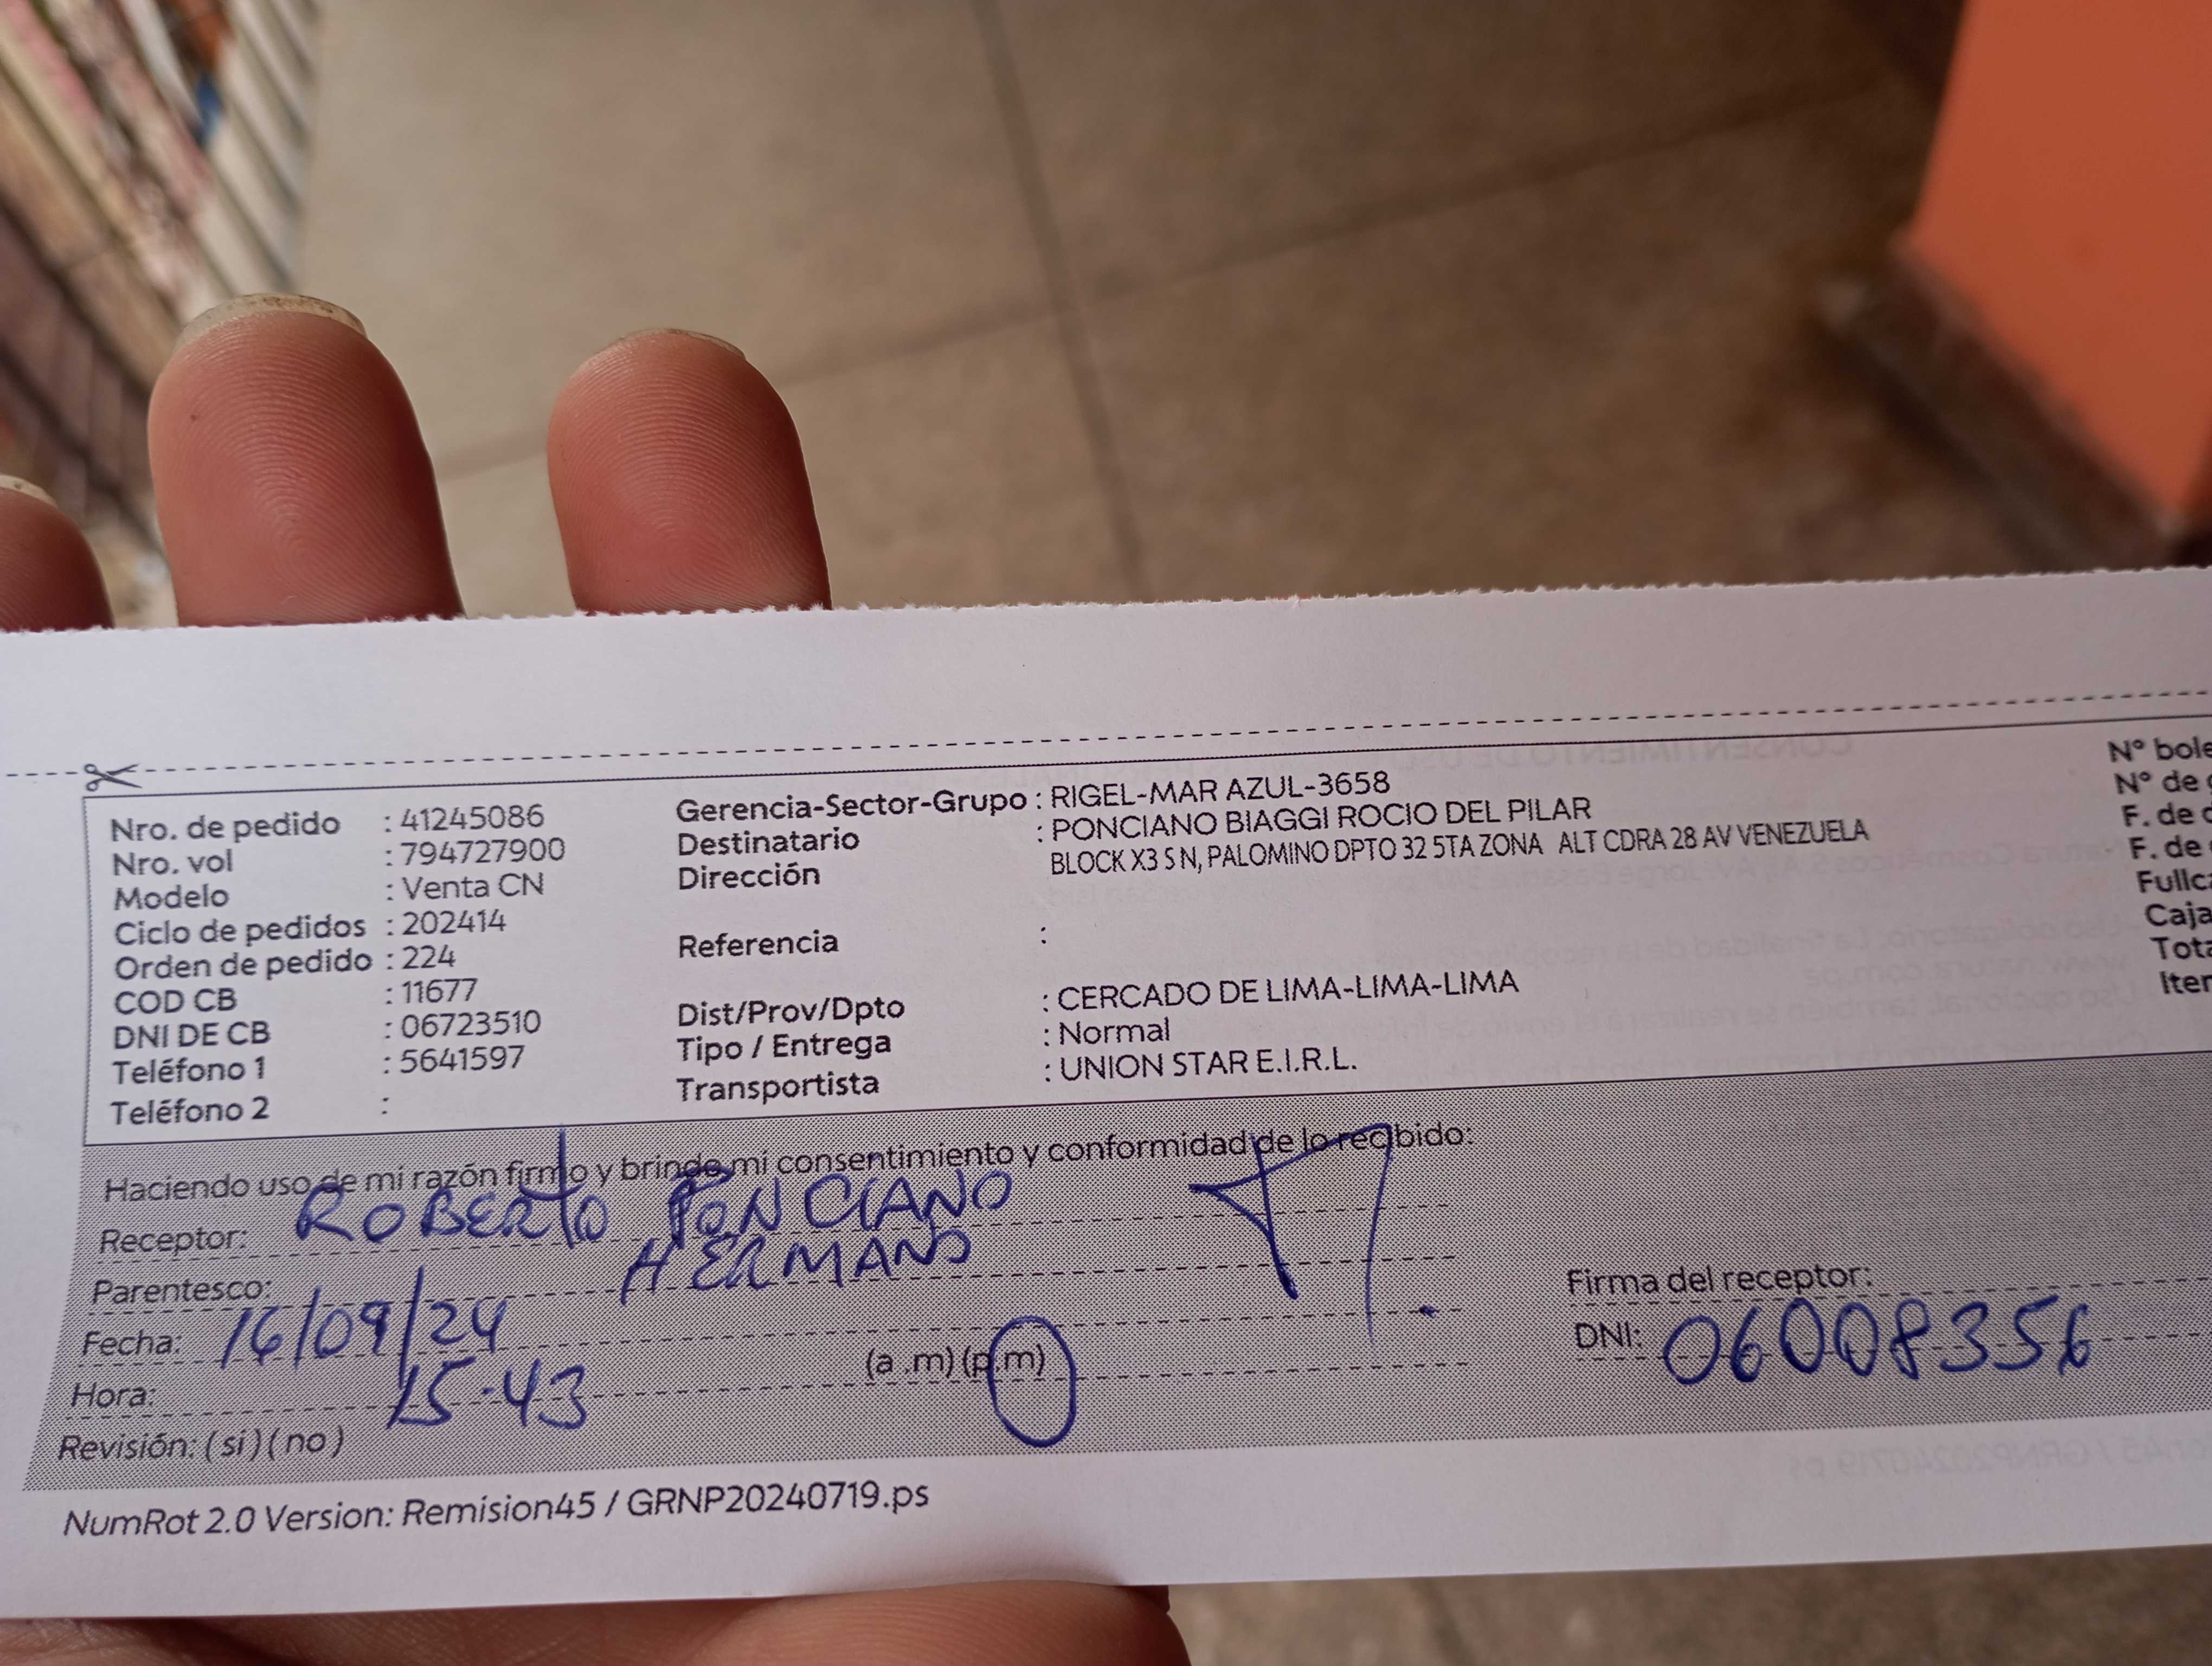 Nro. de pedido : 41245086
Nro. vol : 794727900
Modelo : Venta CN
Ciclo de pedidos : 202414
Orden de pedido : 224
COD CB : 11677
DNI DE CB : 06723510
Teléfono 1 : 5641597
Teléfono 2 :
Gerencia-Sector-Grupo : RIGEL-MAR AZUL-3658
Destinatario : PONCIANO BIAGGI ROCIO DEL PILAR
Dirección BLOCK X3 S N, PALOMINO DPTO 32 5TA ZONA ALT CDRA 28 AV VENEZUELA
Referencia :
Dist/Prov/Dpto : CERCADO DE LIMA-LIMA-LIMA
Tipo / Entrega : Normal
Transportista : UNION STAR E.I.R.L.
N° bole
N° de
F. de
F. de
Fullc
Caja
Tota
Iter
Haciendo uso de mi razón firmo y brindo mi consentimiento y conformidad de lo recibido:
Receptor: ROBERTO PONCIANO
Parentesco: HERMANO
Fecha: 16/09/24
Hora: 15-43 (a .m) (p.m)
Revisión: ( si ) ( no )
Firma del receptor:
DNI: 06008356
NumRot 2.0 Version: Remision45 / GRNP20240719.ps